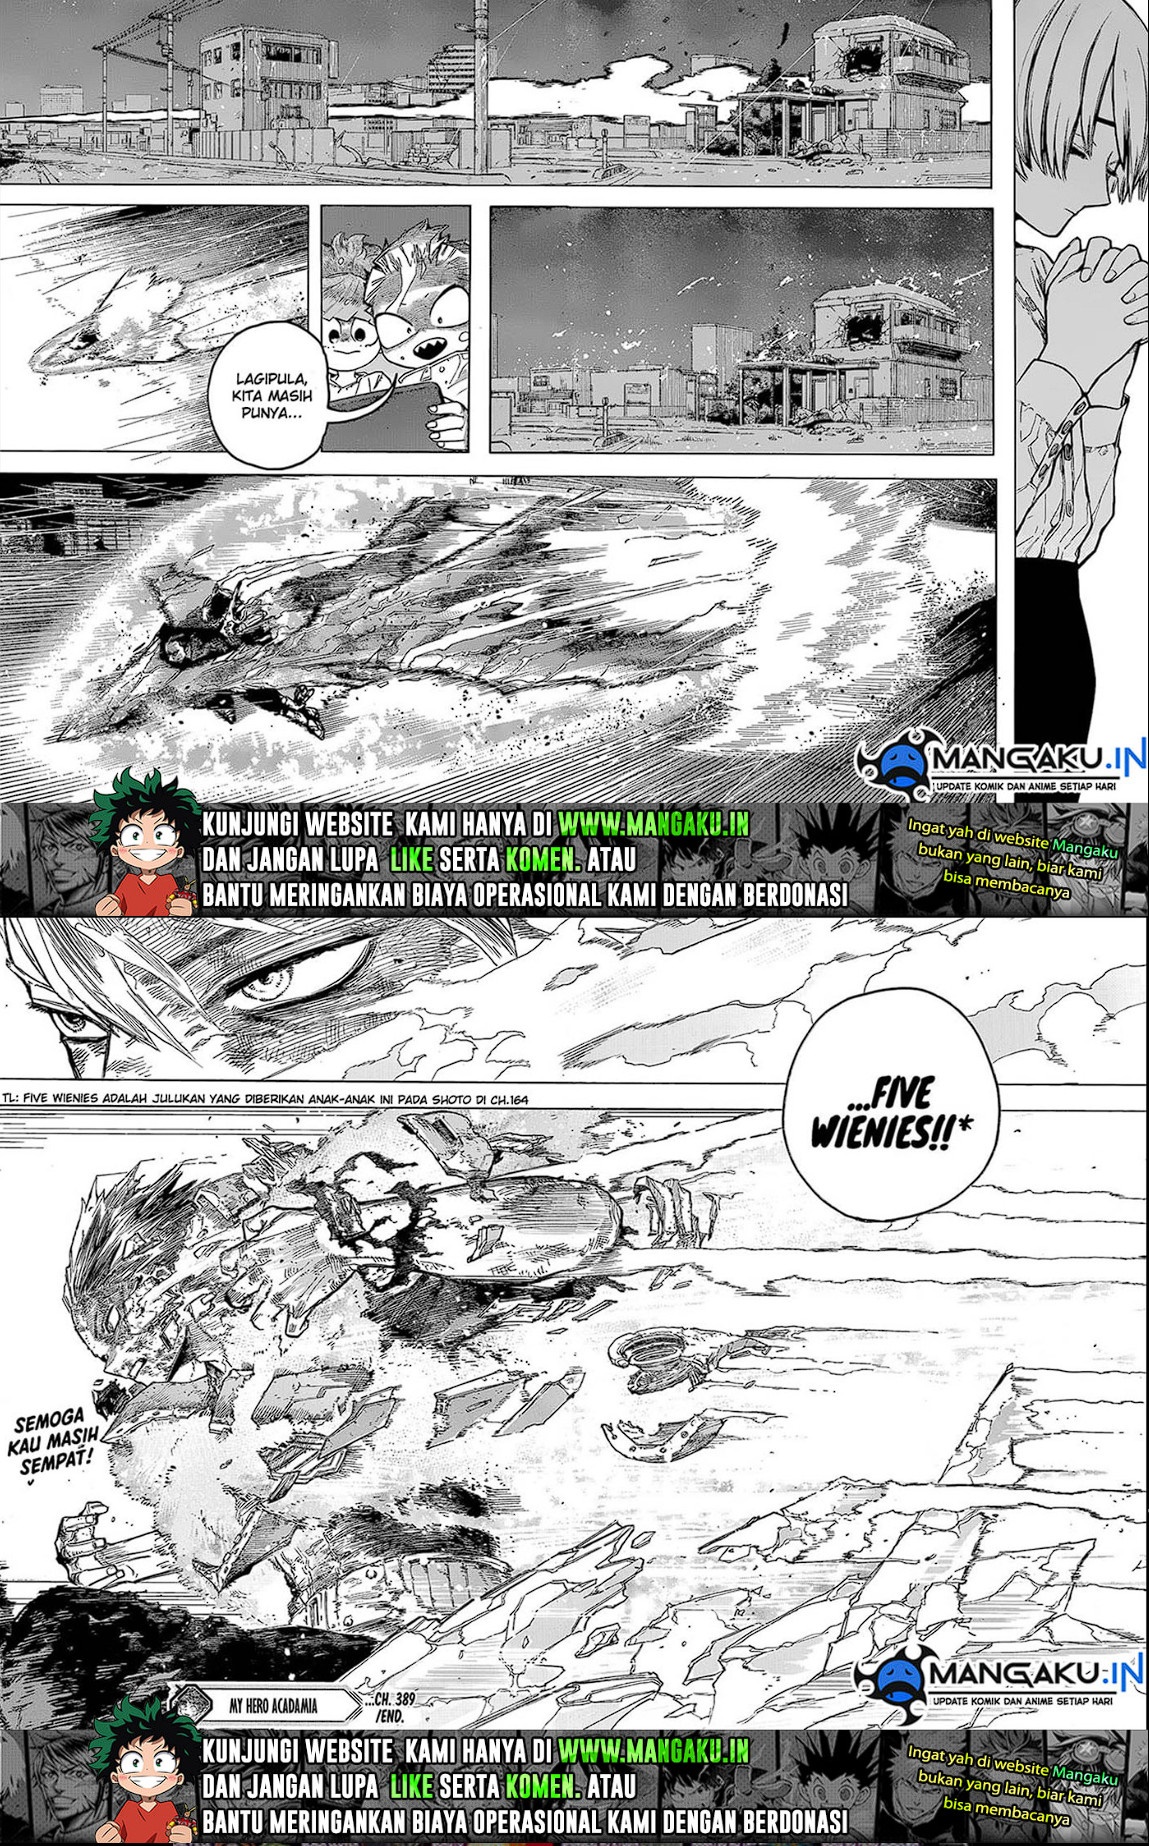 LAGIPULA,
KITA MASIH
PUNYA...
MANGAKU.IN
UPDATE KOMIK DAN ANIME SETIAP HARI
KUNJUNGI WEBSITE KAMI HANYA DI WWW.MANGAKU.IN
DAN JANGAN LUPA LIKE SERTA KOMEN. ATAU
BANTU MERINGANKAN BIAYA OPERASIONAL KAMI DENGAN BERDONASI
Ingat yah di website Mangaku
bukan yang lain, biar kami
bisa membacanya
...FIVE
WIENIES!!*
TL: FIVE WIENIES ADALAH JULUKAN YANG DIBERIKAN ANAK-ANAK INI PADA SHOTO DI CH.164
SEMOGA
KAU MASIH
SEMPAT!
MANGAKU.IN
UPDATE KOMIK DAN ANIME SETIAP HARI
MY HERO ACADAMIA
...CH. 389
/END.
KUNJUNGI WEBSITE KAMI HANYA DI WWW.MANGAKU.IN
DAN JANGAN LUPA LIKE SERTA KOMEN. ATAU
BANTU MERINGANKAN BIAYA OPERASIONAL KAMI DENGAN BERDONASI
Ingat yah di website Mangaku
bukan yang lain, biar kami
bisa membacanya